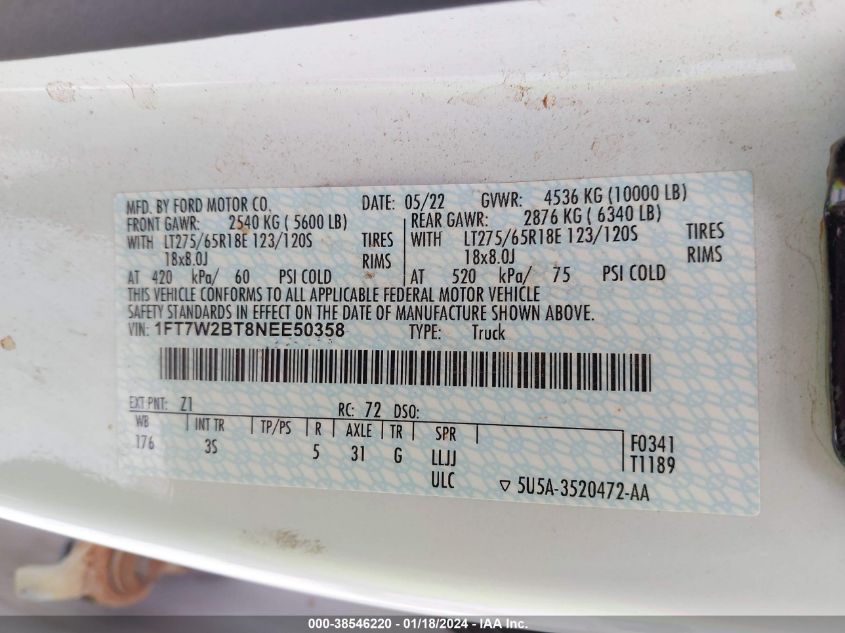 MFD. BY FORD MOTOR CO. DATE: 05/22 GVWR: 4536 KG (10000 LB)
FRONT GAWR: 2540 KG ( 5600 LB) REAR GAWR: 2876 KG ( 6340 LB)
WITH LT275/65R18E 123/120S TIRES WITH LT275/65R18E 123/120S TIRES
18x8.0J RIMS 18x8.0J RIMS
AT 420 kPa/ 60 PSI COLD AT 520 kPa/ 75 PSI COLD
THIS VEHICLE CONFORMS TO ALL APPLICABLE FEDERAL MOTOR VEHICLE
SAFETY STANDARDS IN EFFECT ON THE DATE OF MANUFACTURE SHOWN ABOVE.
VIN: 1FT7W2BT8NEE50358 TYPE: Truck
EXT PNT: Z1 RC: 72 DSO:
WB INT TR TP/PS R AXLE TR SPR F0341
176 3S 5 31 G LLJJ T1189
ULC ▽ 5U5A-3520472-AA
000-38546220 - 01/18/2024 - IAA, Inc.